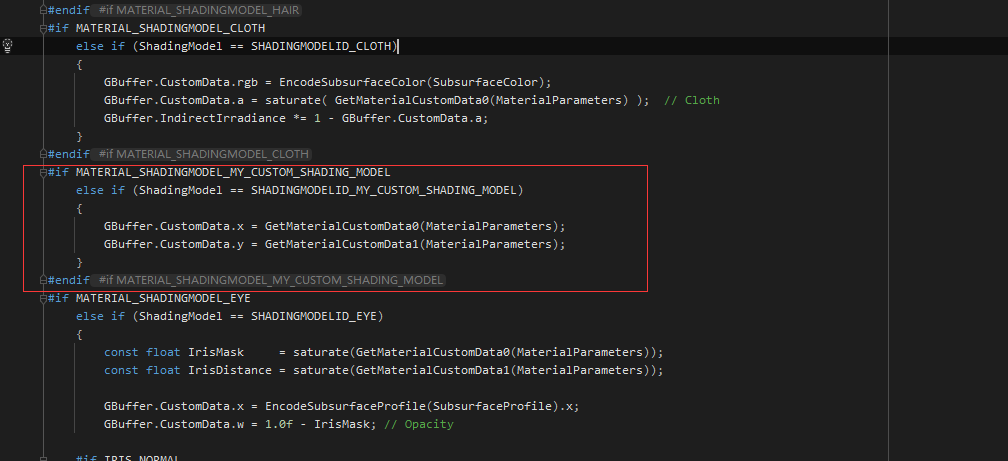 #endif #if MATERIAL_SHADINGMODEL_HAIR
#if MATERIAL_SHADINGMODEL_CLOTH
else if (ShadingModel == SHADINGMODELID_CLOTH)
{
GBuffer.CustomData.rgb = EncodeSubsurfaceColor(SubsurfaceColor);
GBuffer.CustomData.a = saturate( GetMaterialCustomData0(MaterialParameters) ); // Cloth
GBuffer.IndirectIrradiance *= 1 - GBuffer.CustomData.a;
}
#endif #if MATERIAL_SHADINGMODEL_CLOTH
#if MATERIAL_SHADINGMODEL_MY_CUSTOM_SHADING_MODEL
else if (ShadingModel == SHADINGMODELID_MY_CUSTOM_SHADING_MODEL)
{
GBuffer.CustomData.x = GetMaterialCustomData0(MaterialParameters);
GBuffer.CustomData.y = GetMaterialCustomData1(MaterialParameters);
}
#endif #if MATERIAL_SHADINGMODEL_MY_CUSTOM_SHADING_MODEL
#if MATERIAL_SHADINGMODEL_EYE
else if (ShadingModel == SHADINGMODELID_EYE)
{
const float IrisMask     = saturate(GetMaterialCustomData0(MaterialParameters));
const float IrisDistance = saturate(GetMaterialCustomData1(MaterialParameters));
GBuffer.CustomData.x = EncodeSubsurfaceProfile(SubsurfaceProfile).x;
GBuffer.CustomData.w = 1.0f - IrisMask; // Opacity
#if IRIS_NORMAL